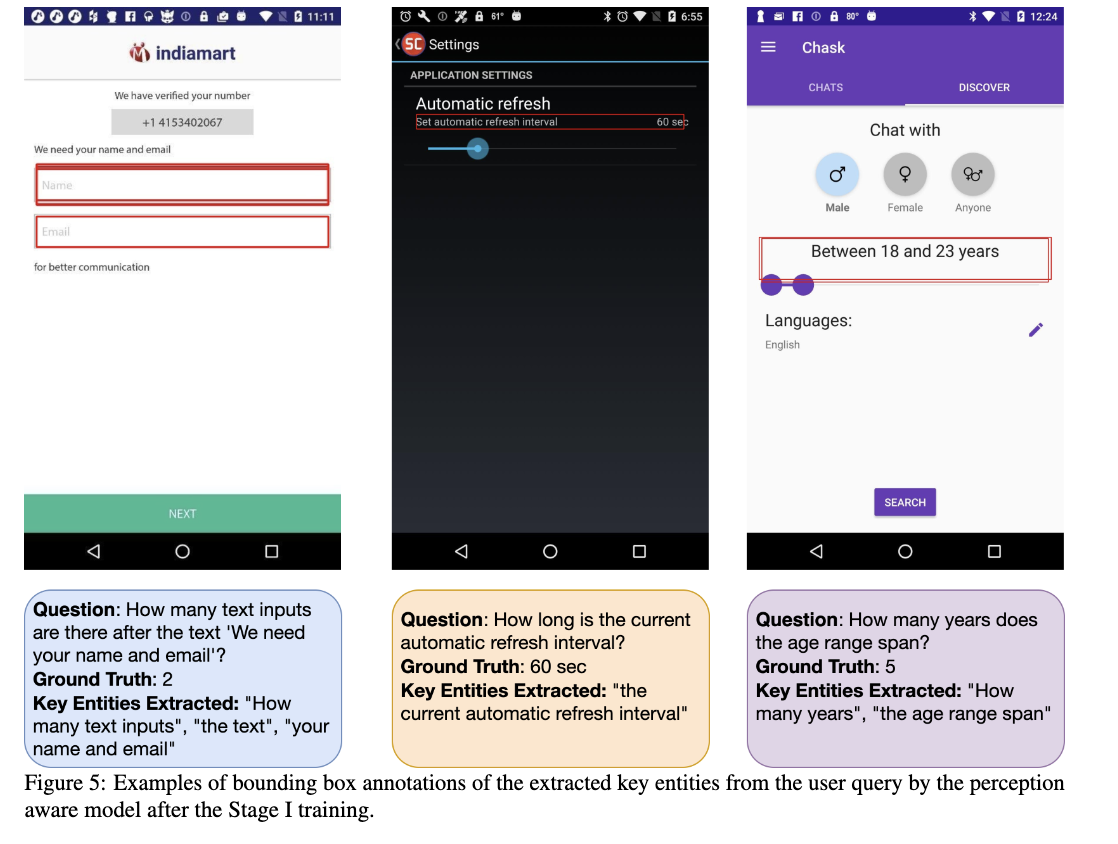 11:11
indiamart
We have verified your number
+1 4153402067
We need your name and email
Name
Email
for better communication
NEXT
61° 6:55
SC Settings
APPLICATION SETTINGS
Automatic refresh
Set automatic refresh interval 60 sec
80° 12:24
Chask
CHATS DISCOVER
Chat with
Male Female Anyone
Between 18 and 23 years
Languages:
English
SEARCH
Question: How many text inputs
are there after the text 'We need
your name and email'?
Ground Truth: 2
Key Entities Extracted: "How
many text inputs", "the text", "your
name and email"
Question: How long is the current
automatic refresh interval?
Ground Truth: 60 sec
Key Entities Extracted: "the
current automatic refresh interval"
Question: How many years does
the age range span?
Ground Truth: 5
Key Entities Extracted: "How
many years", "the age range span"
Figure 5: Examples of bounding box annotations of the extracted key entities from the user query by the perception
aware model after the Stage I training.